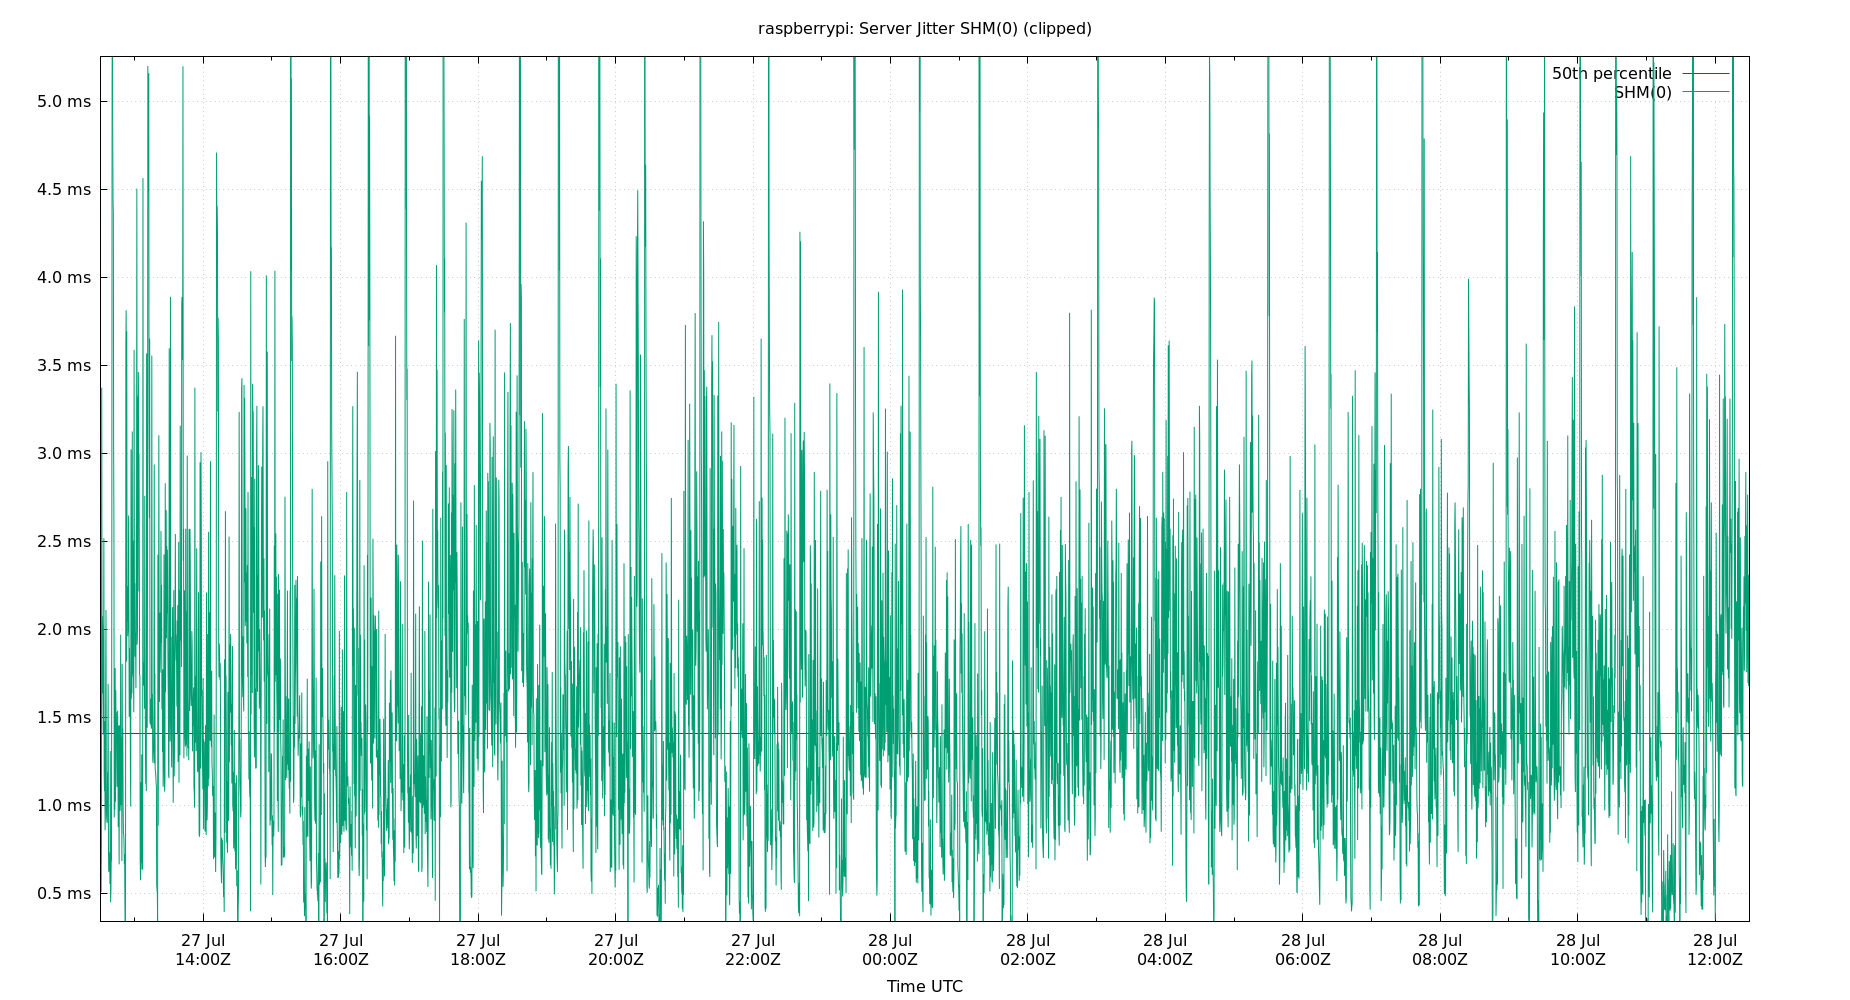 raspberrypi: Server Jitter SHM(0) (clipped)
50th percentile
SHM(0)
5.0 ms
4.5 ms
4.0 ms
3.5 ms
3.0 ms
2.5 ms
2.0 ms
1.5 ms
1.0 ms
0.5 ms
27 Jul 27 Jul 27 Jul 27 Jul 27 Jul 28 Jul 28 Jul 28 Jul 28 Jul 28 Jul 28 Jul 28 Jul
14:00Z 16:00Z 18:00Z 20:00Z 22:00Z 00:00Z 02:00Z 04:00Z 06:00Z 08:00Z 10:00Z 12:00Z
Time UTC